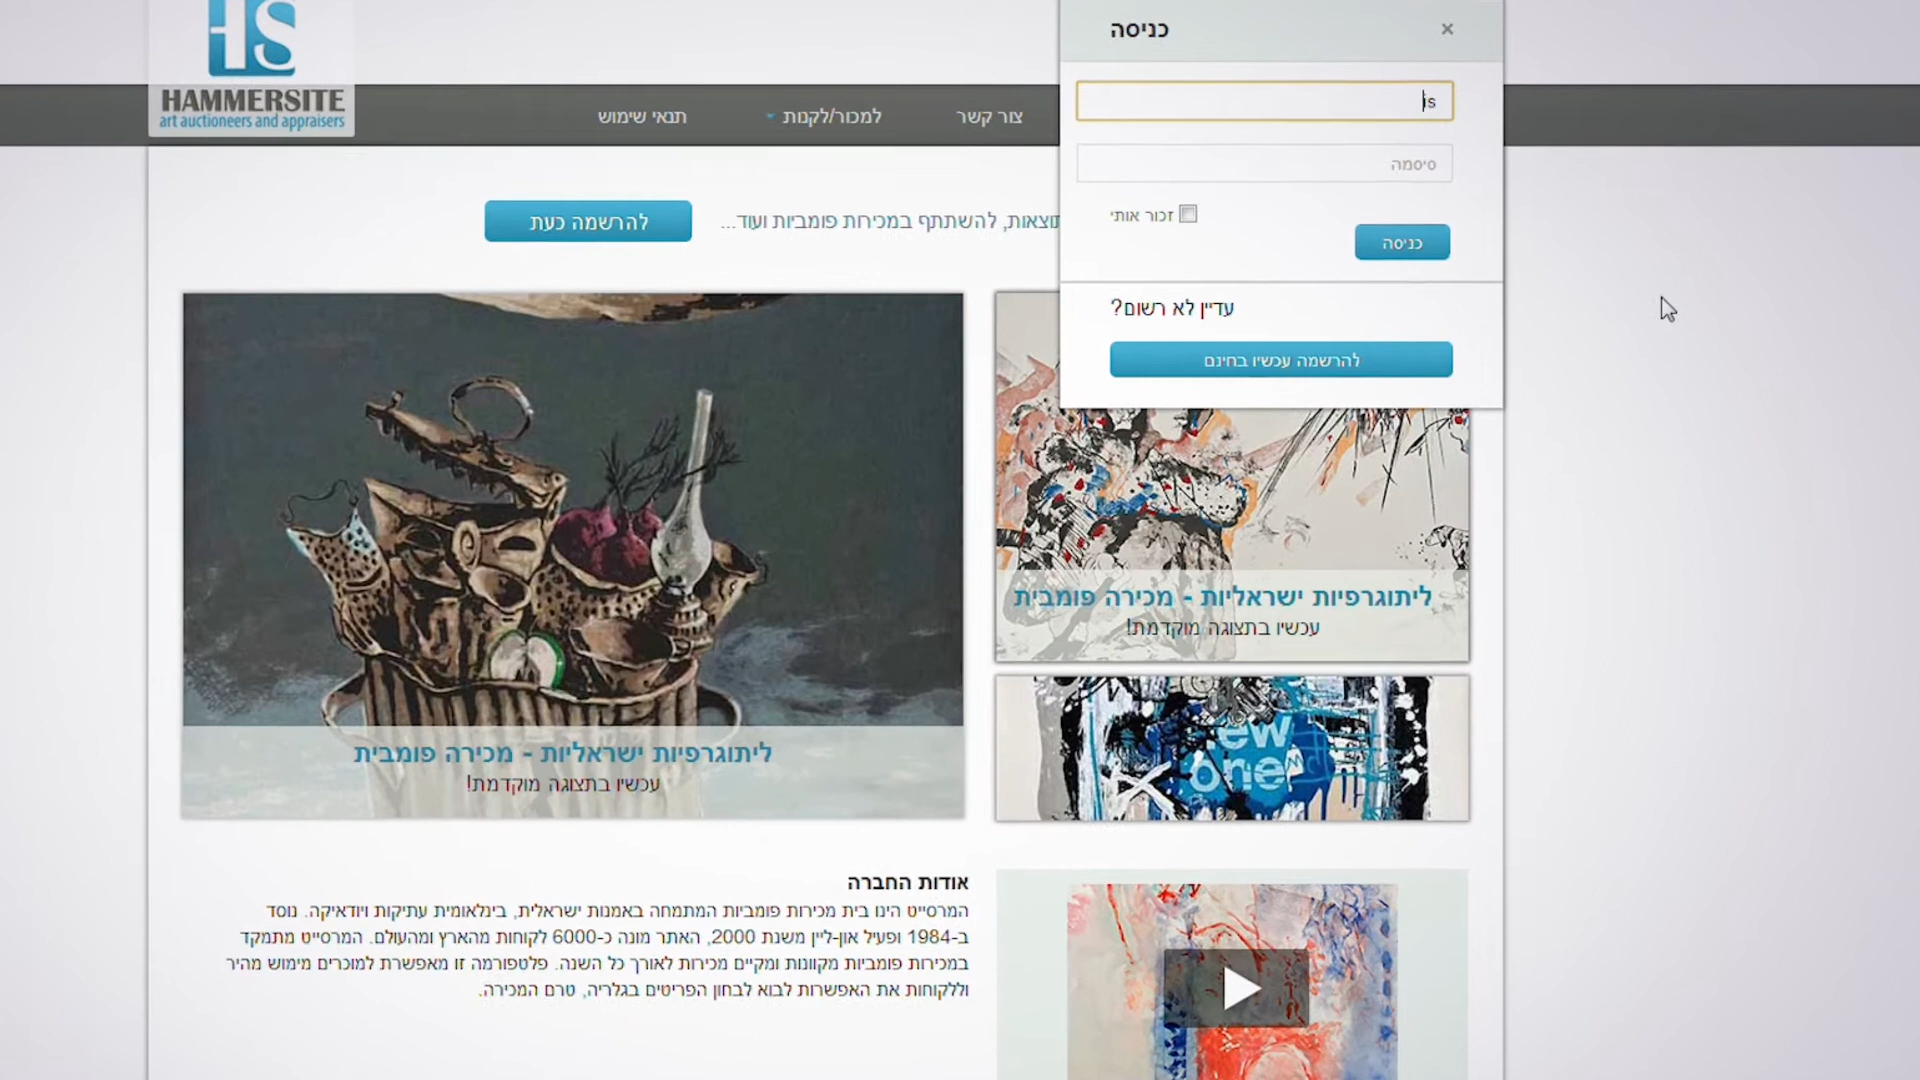 HAMMERSITE
art auctioneers and appraisers
צור קשר
למכור/לקנות
תנאי שימוש
כניסה
×
is
סיסמה
זכור אותי
כניסה
עדיין לא רשום?
להרשמה עכשיו בחינם
להשתתף במכירות פומביות ועוד...
להרשמה כעת
ליתוגרפיות ישראליות - מכירה פומבית
עכשיו בתצוגה מוקדמת!
ליתוגרפיות ישראליות - מכירה פומבית
עכשיו בתצוגה מוקדמת!
new
one
אודות החברה
המרסייט הינו בית מכירות פומביות המתמחה באמנות ישראלית, בינלאומית עתיקות ויודאיקה. נוסד
ב-1984 ופעיל און-ליין משנת 2000, האתר מונה כ-6000 לקוחות מהארץ ומהעולם. המרסייט מתמקד
במכירות פומביות מקוונות ומקיים מכירות לאורך כל השנה. פלטפורמה זו מאפשרת למוכרים מימוש מהיר
וללקוחות את האפשרות לבוא לבחון הפריטים בגלריה, טרם המכירה.